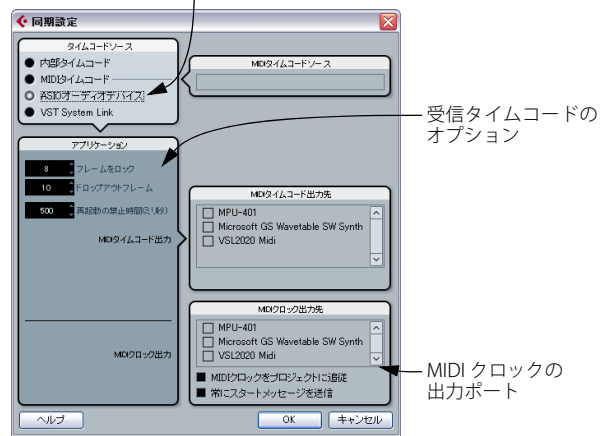 同期設定
タイムコードソース
内部タイムコード
MIDIタイムコード
ASIOオーディオデバイス
VST System Link
MIDIタイムコードソース
受信タイムコードの
オプション
アプリケーション
8 フレームをロック
10 ドロップアウトフレーム
500 再起動の禁止時間(ミリ秒)
MIDIタイムコード出力
MIDIタイムコード出力先
MPU-401
Microsoft GS Wavetable SW Synth
VSL2020 Midi
MIDIクロック出力
MIDIクロック出力先
MPU-401
Microsoft GS Wavetable SW Synth
VSL2020 Midi
MIDIクロックをプロジェクトに追従
常にスタートメッセージを送信
MIDI クロックの
出力ポート
ヘルプ
OK
キャンセル